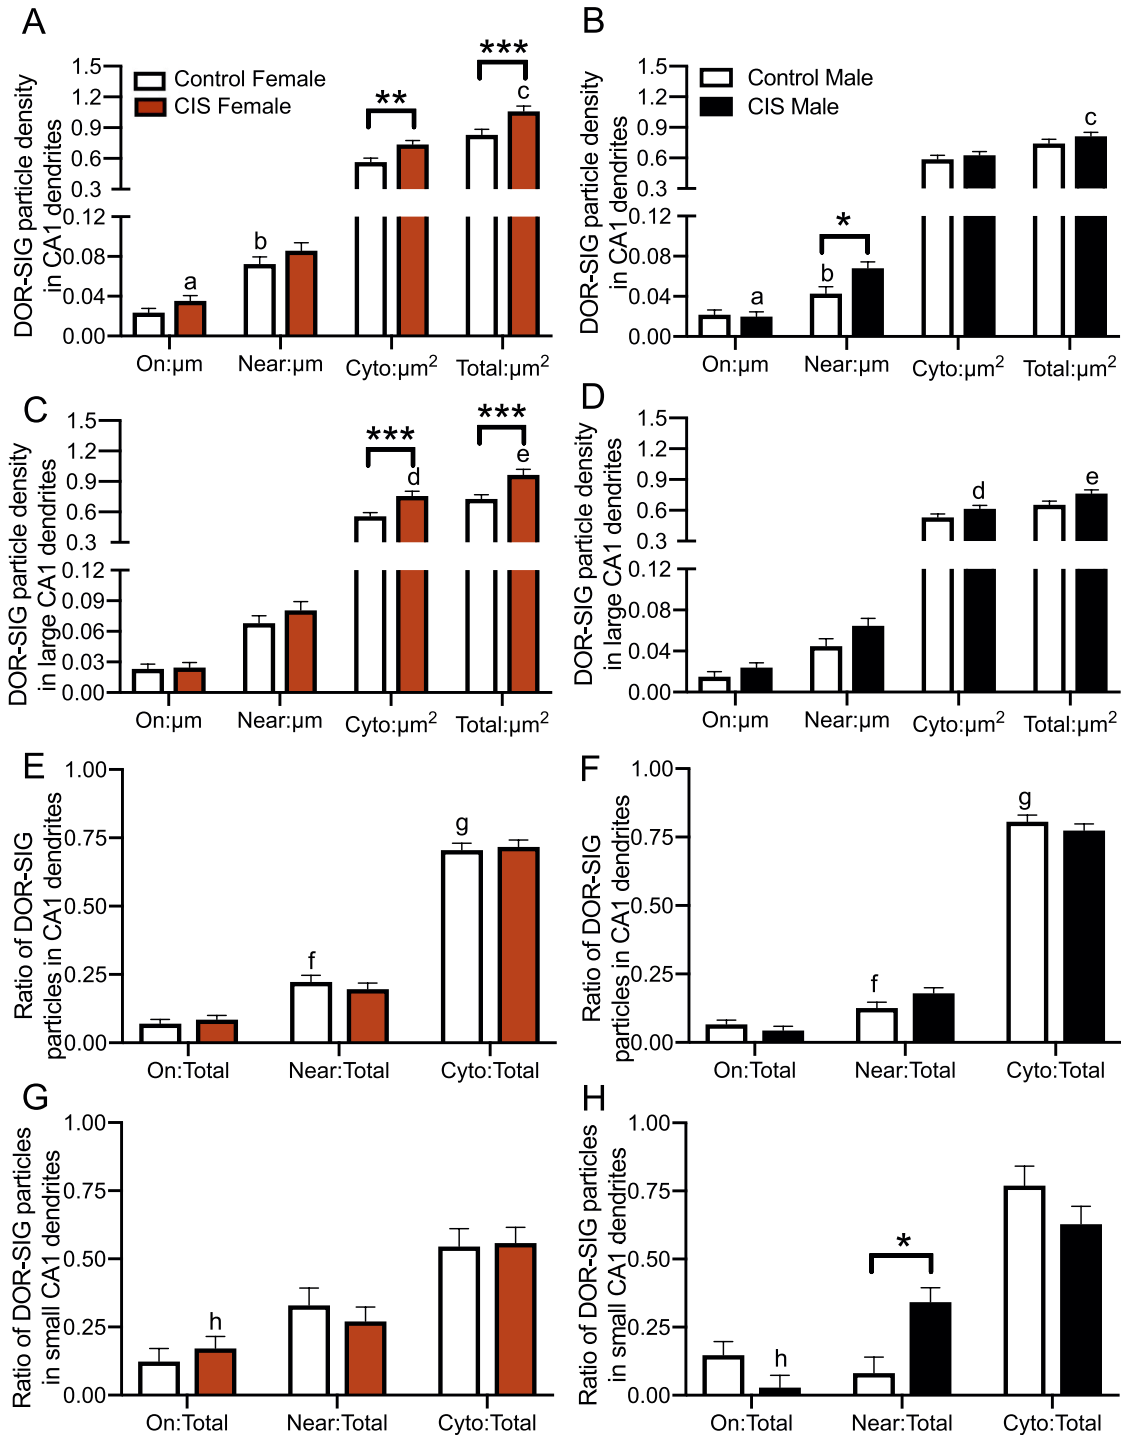 A
DOR-SIG particle density
in CA1 dendrites
1.5
1.2
0.9
0.6
0.3
0.12
0.08
0.04
0.00
Control Female
CIS Female
**
***
a
b
c
On:µm
Near:µm
Cyto:µm²
Total:µm²
B
DOR-SIG particle density
in CA1 dendrites
1.5
1.2
0.9
0.6
0.3
0.12
0.08
0.04
0.00
Control Male
CIS Male
*
a
b
c
On:µm
Near:µm
Cyto:µm²
Total:µm²
C
DOR-SIG particle density
in large CA1 dendrites
1.5
1.2
0.9
0.6
0.3
0.12
0.09
0.06
0.03
0.00
***
***
d
e
On:µm
Near:µm
Cyto:µm²
Total:µm²
D
DOR-SIG particle density
in large CA1 dendrites
1.5
1.2
0.9
0.6
0.3
0.12
0.08
0.04
0.00
d
e
On:µm
Near:µm
Cyto:µm²
Total:µm²
E
Ratio of DOR-SIG
particles in CA1 dendrites
1.00
0.75
0.50
0.25
0.00
f
g
On:Total
Near:Total
Cyto:Total
F
Ratio of DOR-SIG
particles in CA1 dendrites
1.00
0.75
0.50
0.25
0.00
f
g
On:Total
Near:Total
Cyto:Total
G
Ratio of DOR-SIG particles
in small CA1 dendrites
1.00
0.75
0.50
0.25
0.00
h
On:Total
Near:Total
Cyto:Total
H
Ratio of DOR-SIG particles
in small CA1 dendrites
1.00
0.75
0.50
0.25
0.00
h
*
On:Total
Near:Total
Cyto:Total